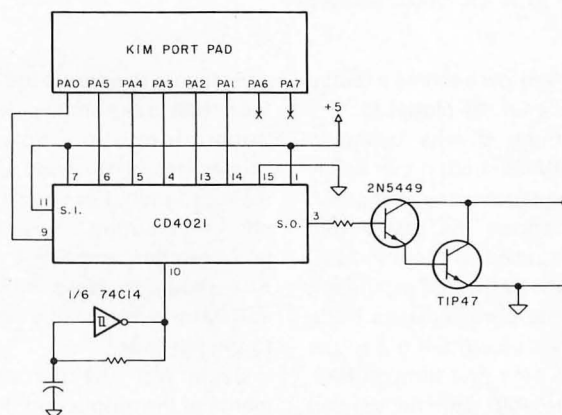 KIM PORT PAD
PA0 PA5 PA4 PA3 PA2 PA1 PA6 PA7
+5
7 6 5 4 13 14 15 1
11
S.I.
9
CD4021
S.O.
3
2N5449
10
TIP47
1/6 74C14